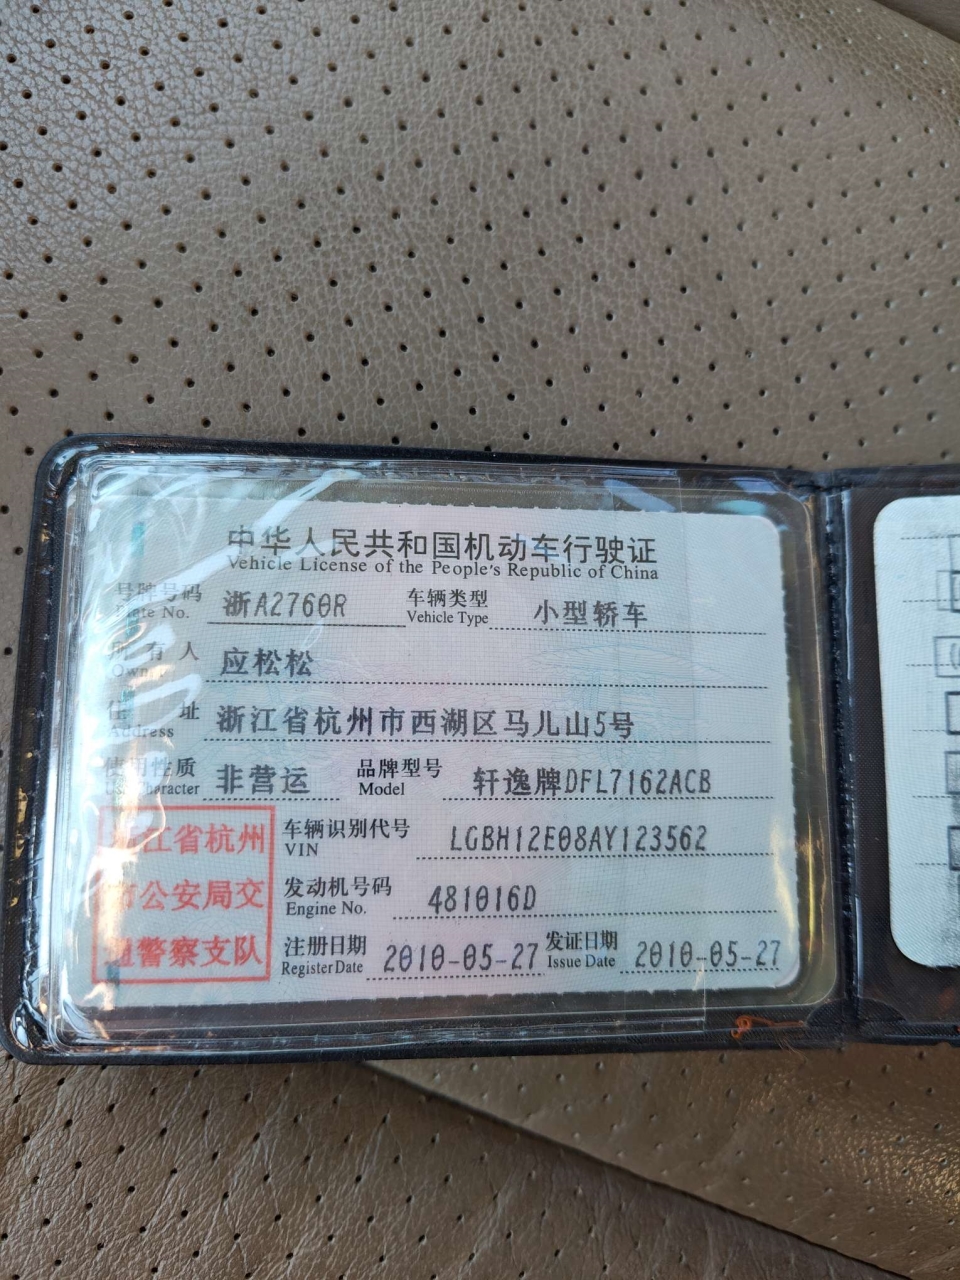 中华人民共和国机动车行驶证
Vehicle License of the People's Republic of China
号牌号码 浙A2760R 车辆类型 小型轿车
Plate No. Vehicle Type
所有人 应松松
Owner
住址 浙江省杭州市西湖区马儿山5号
Address
使用性质 非营运 品牌型号 轩逸牌DFL7162ACB
Use Character Model
浙江省杭州
市公安局交
通警察支队
车辆识别代号 LGBH12E08AY123562
VIN
发动机号码 481016D
Engine No.
注册日期 2010-05-27 发证日期 2010-05-27
Register Date Issue Date